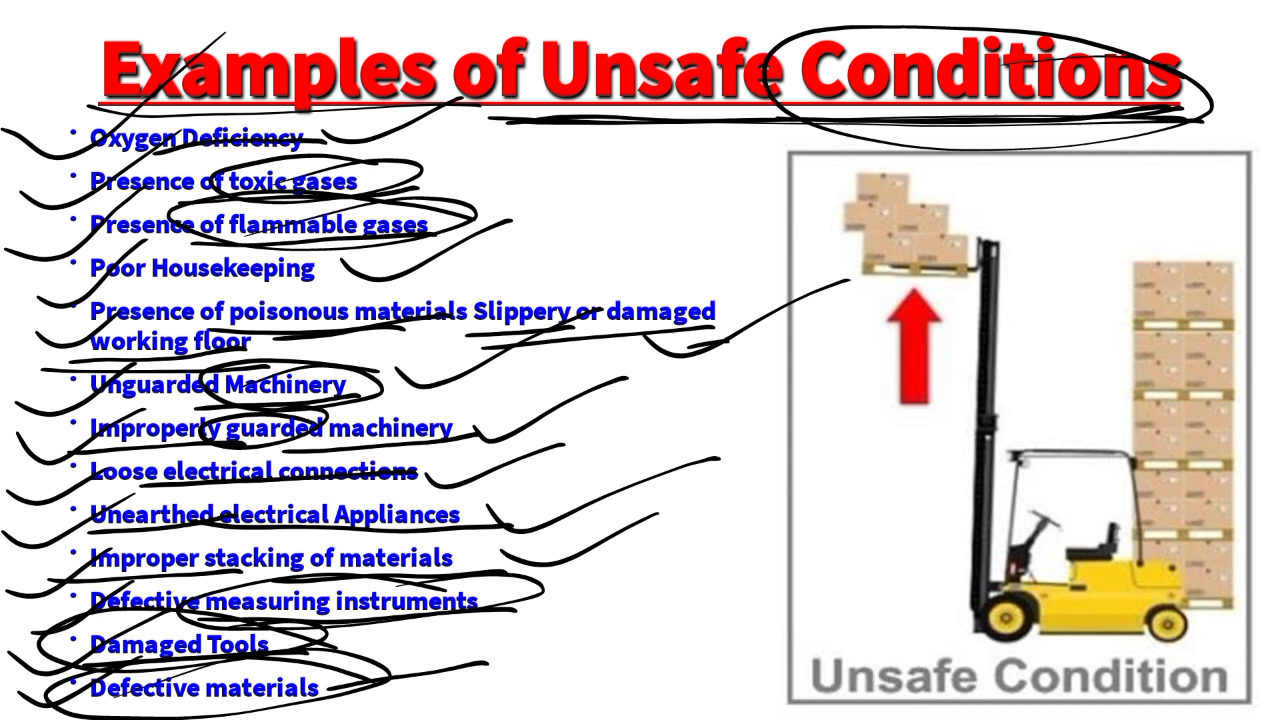 Examples of Unsafe Conditions
• Oxygen Deficiency
• Presence of toxic gases
• Presence of flammable gases
• Poor Housekeeping
• Presence of poisonous materials Slippery or damaged
working floor
• Unguarded Machinery
• Improperly guarded machinery
• Loose electrical connections
• Unearthed electrical Appliances
• Improper stacking of materials
• Defective measuring instruments
• Damaged Tools
• Defective materials
Unsafe Condition